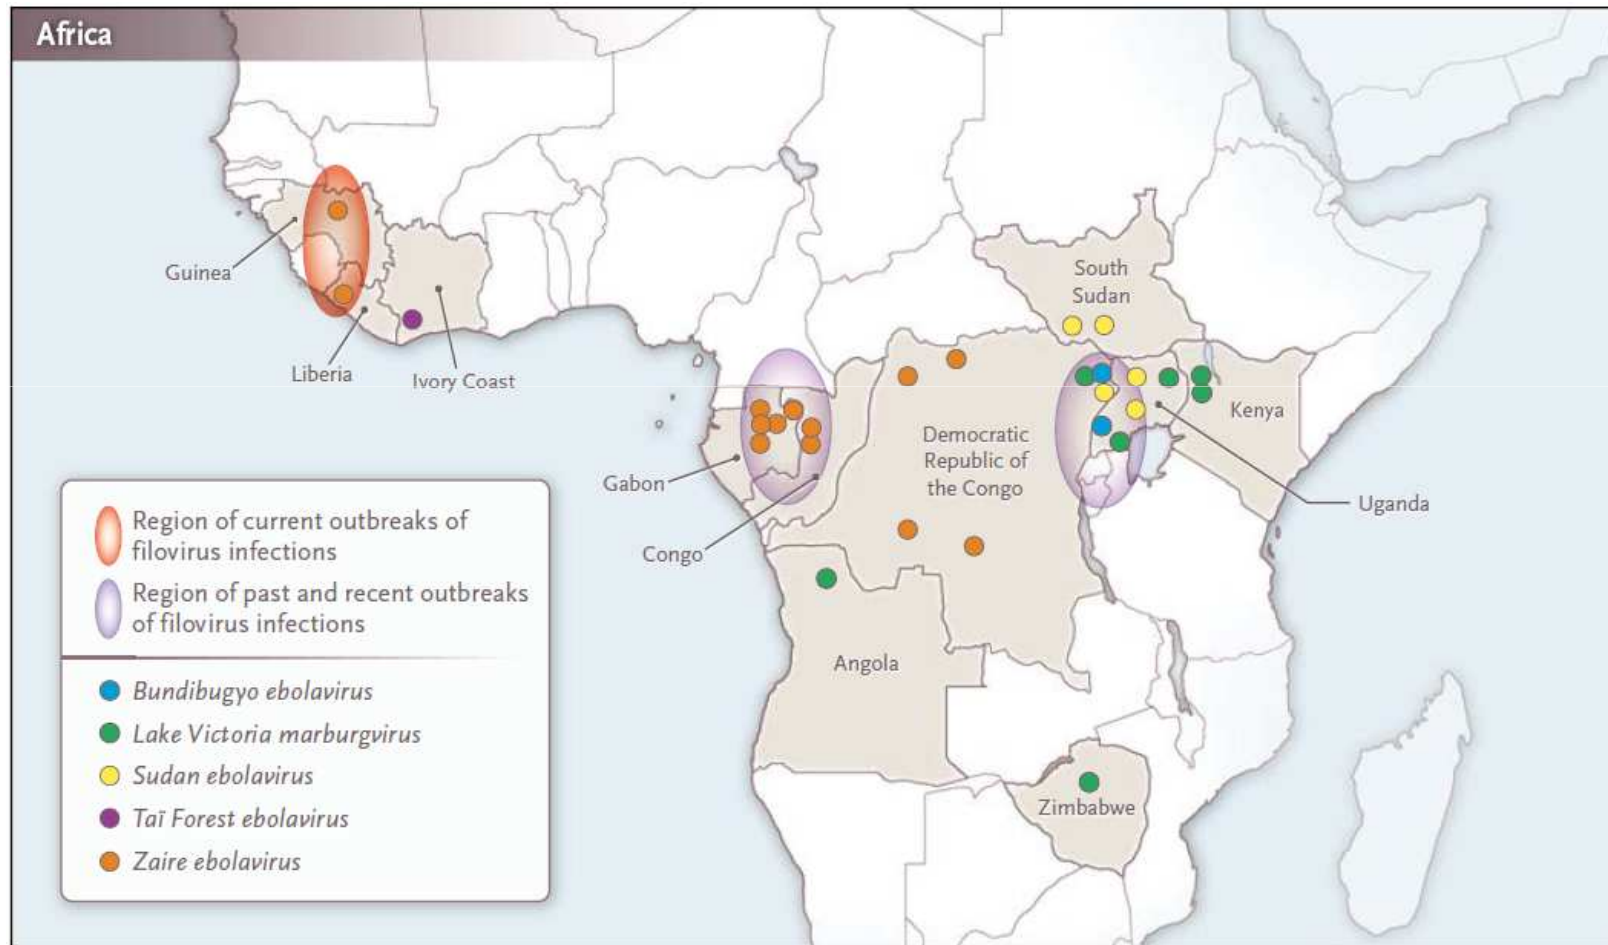 Africa
Guinea
Liberia
Ivory Coast
South
Sudan
Democratic
Republic of
the Congo
Kenya
Uganda
Gabon
Congo
Angola
Zimbabwe
Region of current outbreaks of
filovirus infections
Region of past and recent outbreaks
of filovirus infections
Bundibugyo ebolavirus
Lake Victoria marburgvirus
Sudan ebolavirus
Taï Forest ebolavirus
Zaire ebolavirus